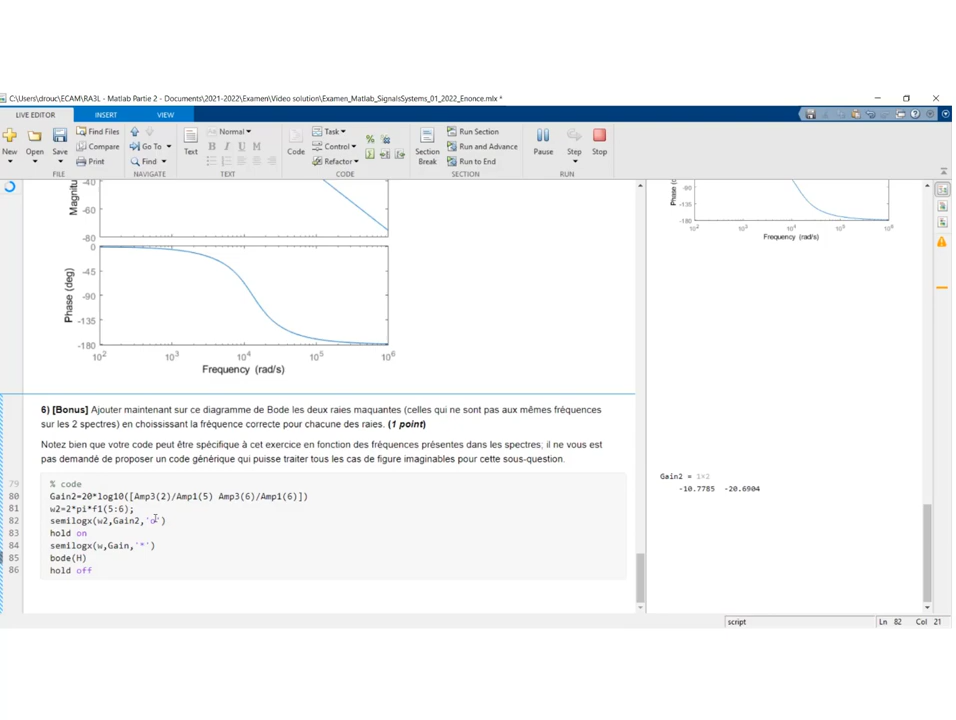 C:\Users\drouc\ECAM\RA3L - Matlab Partie 2 - Documents\2021-2022\Examen\Video solution\Examen_Matlab_SignalsSystems_01_2022_Enonce.mlx *
LIVE EDITOR INSERT VIEW
New Open Save Find Files Compare Print Go To Find Text Normal B I U M Code Task Control Refactor Section Break Run Section Run and Advance Run to End Pause Step Stop
FILE NAVIGATE TEXT CODE SECTION RUN
Magnitu
-40
-60
-80
Phase (deg)
0
-45
-90
-135
-180
10² 10³ 10⁴ 10⁵ 10⁶
Frequency (rad/s)
6) [Bonus] Ajouter maintenant sur ce diagramme de Bode les deux raies maquantes (celles qui ne sont pas aux mêmes fréquences
sur les 2 spectres) en choississant la fréquence correcte pour chacune des raies. (1 point)
Notez bien que votre code peut être spécifique à cet exercice en fonction des fréquences présentes dans les spectres; il ne vous est
pas demandé de proposer un code générique qui puisse traiter tous les cas de figure imaginables pour cette sous-question.
79 % code
80 Gain2=20*log10([Amp3(2)/Amp1(5) Amp3(6)/Amp1(6)])
81 w2=2*pi*f1(5:6);
82 semilogx(w2,Gain2,'o')
83 hold on
84 semilogx(w,Gain,'*')
85 bode(H)
86 hold off
Phase (
-90
-135
-180
10² 10³ 10⁴ 10⁵ 10⁶
Frequency (rad/s)
Gain2 = 1×2
-10.7785 -20.6904
script Ln 82 Col 21